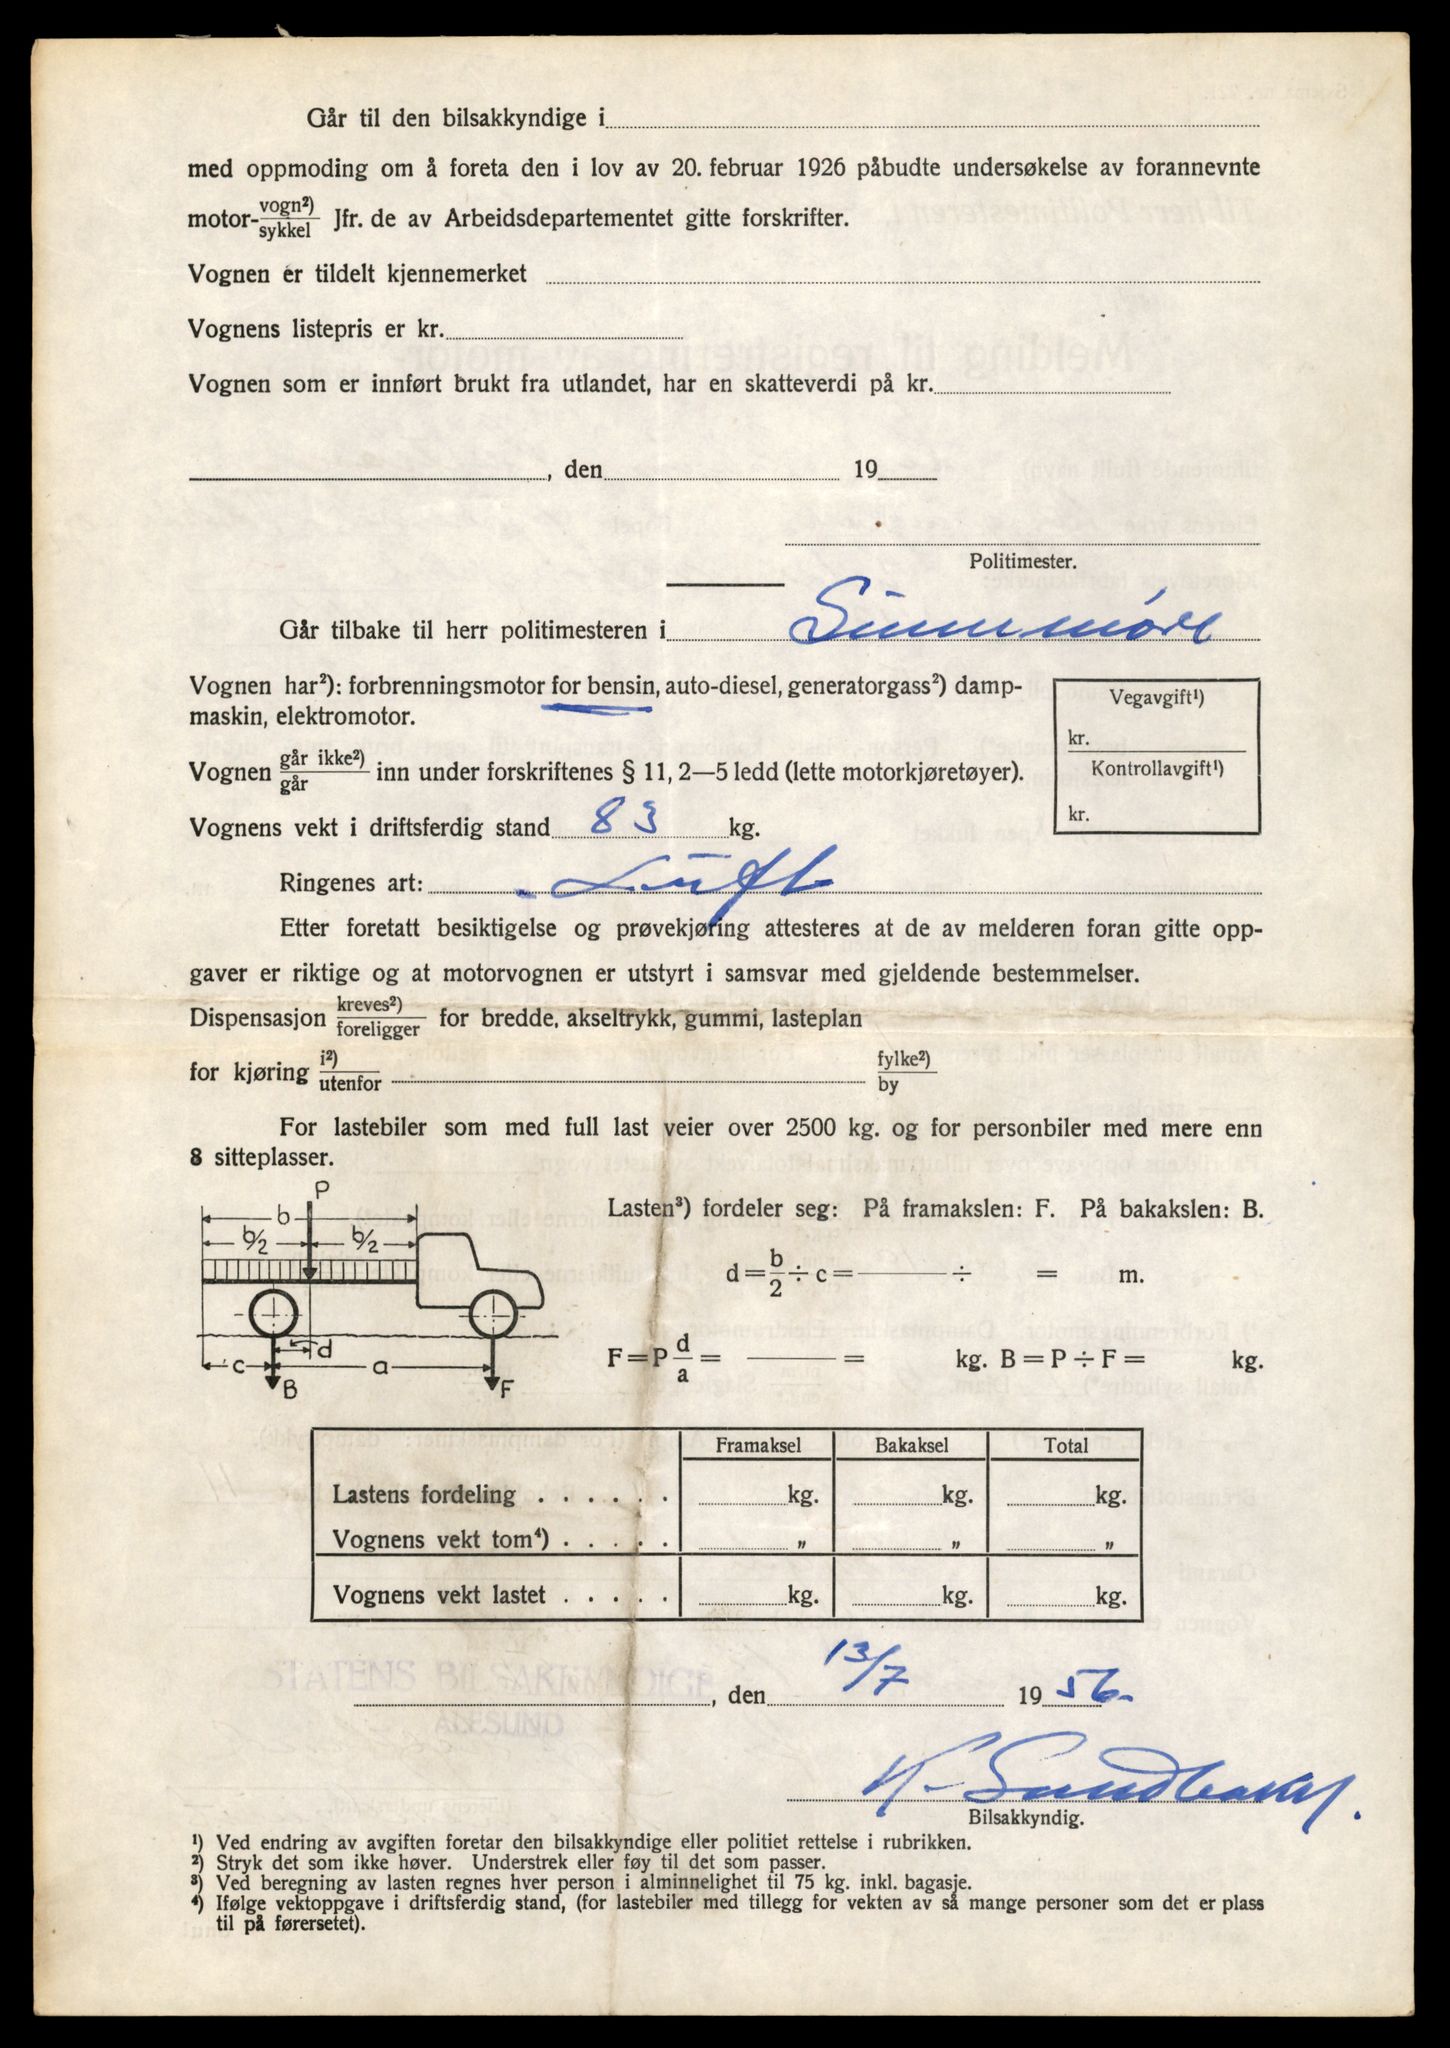 Går til den bilsakkyndige i
med oppmoding om å foreta den i lov av 20. februar 1926 påbudte undersøkelse av forannevnte
motor-vogn²)/sykkel Jfr. de av Arbeidsdepartementet gitte forskrifter.
Vognen er tildelt kjennemerket
Vognens listepris er kr.
Vognen som er innført brukt fra utlandet, har en skatteverdi på kr.
, den 19
Politimester.
Går tilbake til herr politimesteren i Sunnmøre
Vognen har²): forbrenningsmotor for bensin, auto-diesel, generatorgass²) damp-
maskin, elektromotor.
Vegavgift¹)
kr.
Kontrollavgift¹)
kr.
Vognen går ikke²)/går inn under forskriftenes § 11, 2—5 ledd (lette motorkjøretøyer).
Vognens vekt i driftsferdig stand 83 kg.
Ringenes art: Luft
Etter foretatt besiktigelse og prøvekjøring attesteres at de av melderen foran gitte opp-
gaver er riktige og at motorvognen er utstyrt i samsvar med gjeldende bestemmelser.
Dispensasjon kreves²)/foreligger for bredde, akseltrykk, gummi, lasteplan
for kjøring i²)/utenfor fylke²)/by
For lastebiler som med full last veier over 2500 kg. og for personbiler med mere enn
8 sitteplasser.
P
b
b/2 b/2
d
c a
B F
Lasten³) fordeler seg: På framakslen: F. På bakakslen: B.
d = b/2 ÷ c = — ÷ = m.
F = P d/a = — = kg. B = P ÷ F = kg.
Framaksel Bakaksel Total
Lastens fordeling . . . . . . kg. kg. kg.
Vognens vekt tom⁴) . . . . . „ „ „
Vognens vekt lastet . . . . . kg. kg. kg.
STATENS BILSAKKYNDIGE
ÅLESUND
, den 13/7 1956
K. Sundbakk.
Bilsakkyndig.
¹) Ved endring av avgiften foretar den bilsakkyndige eller politiet rettelse i rubrikken.
²) Stryk det som ikke høver. Understrek eller føy til det som passer.
³) Ved beregning av lasten regnes hver person i alminnelighet til 75 kg. inkl. bagasje.
⁴) Ifølge vektoppgave i driftsferdig stand, (for lastebiler med tillegg for vekten av så mange personer som det er plass
til på førersetet).